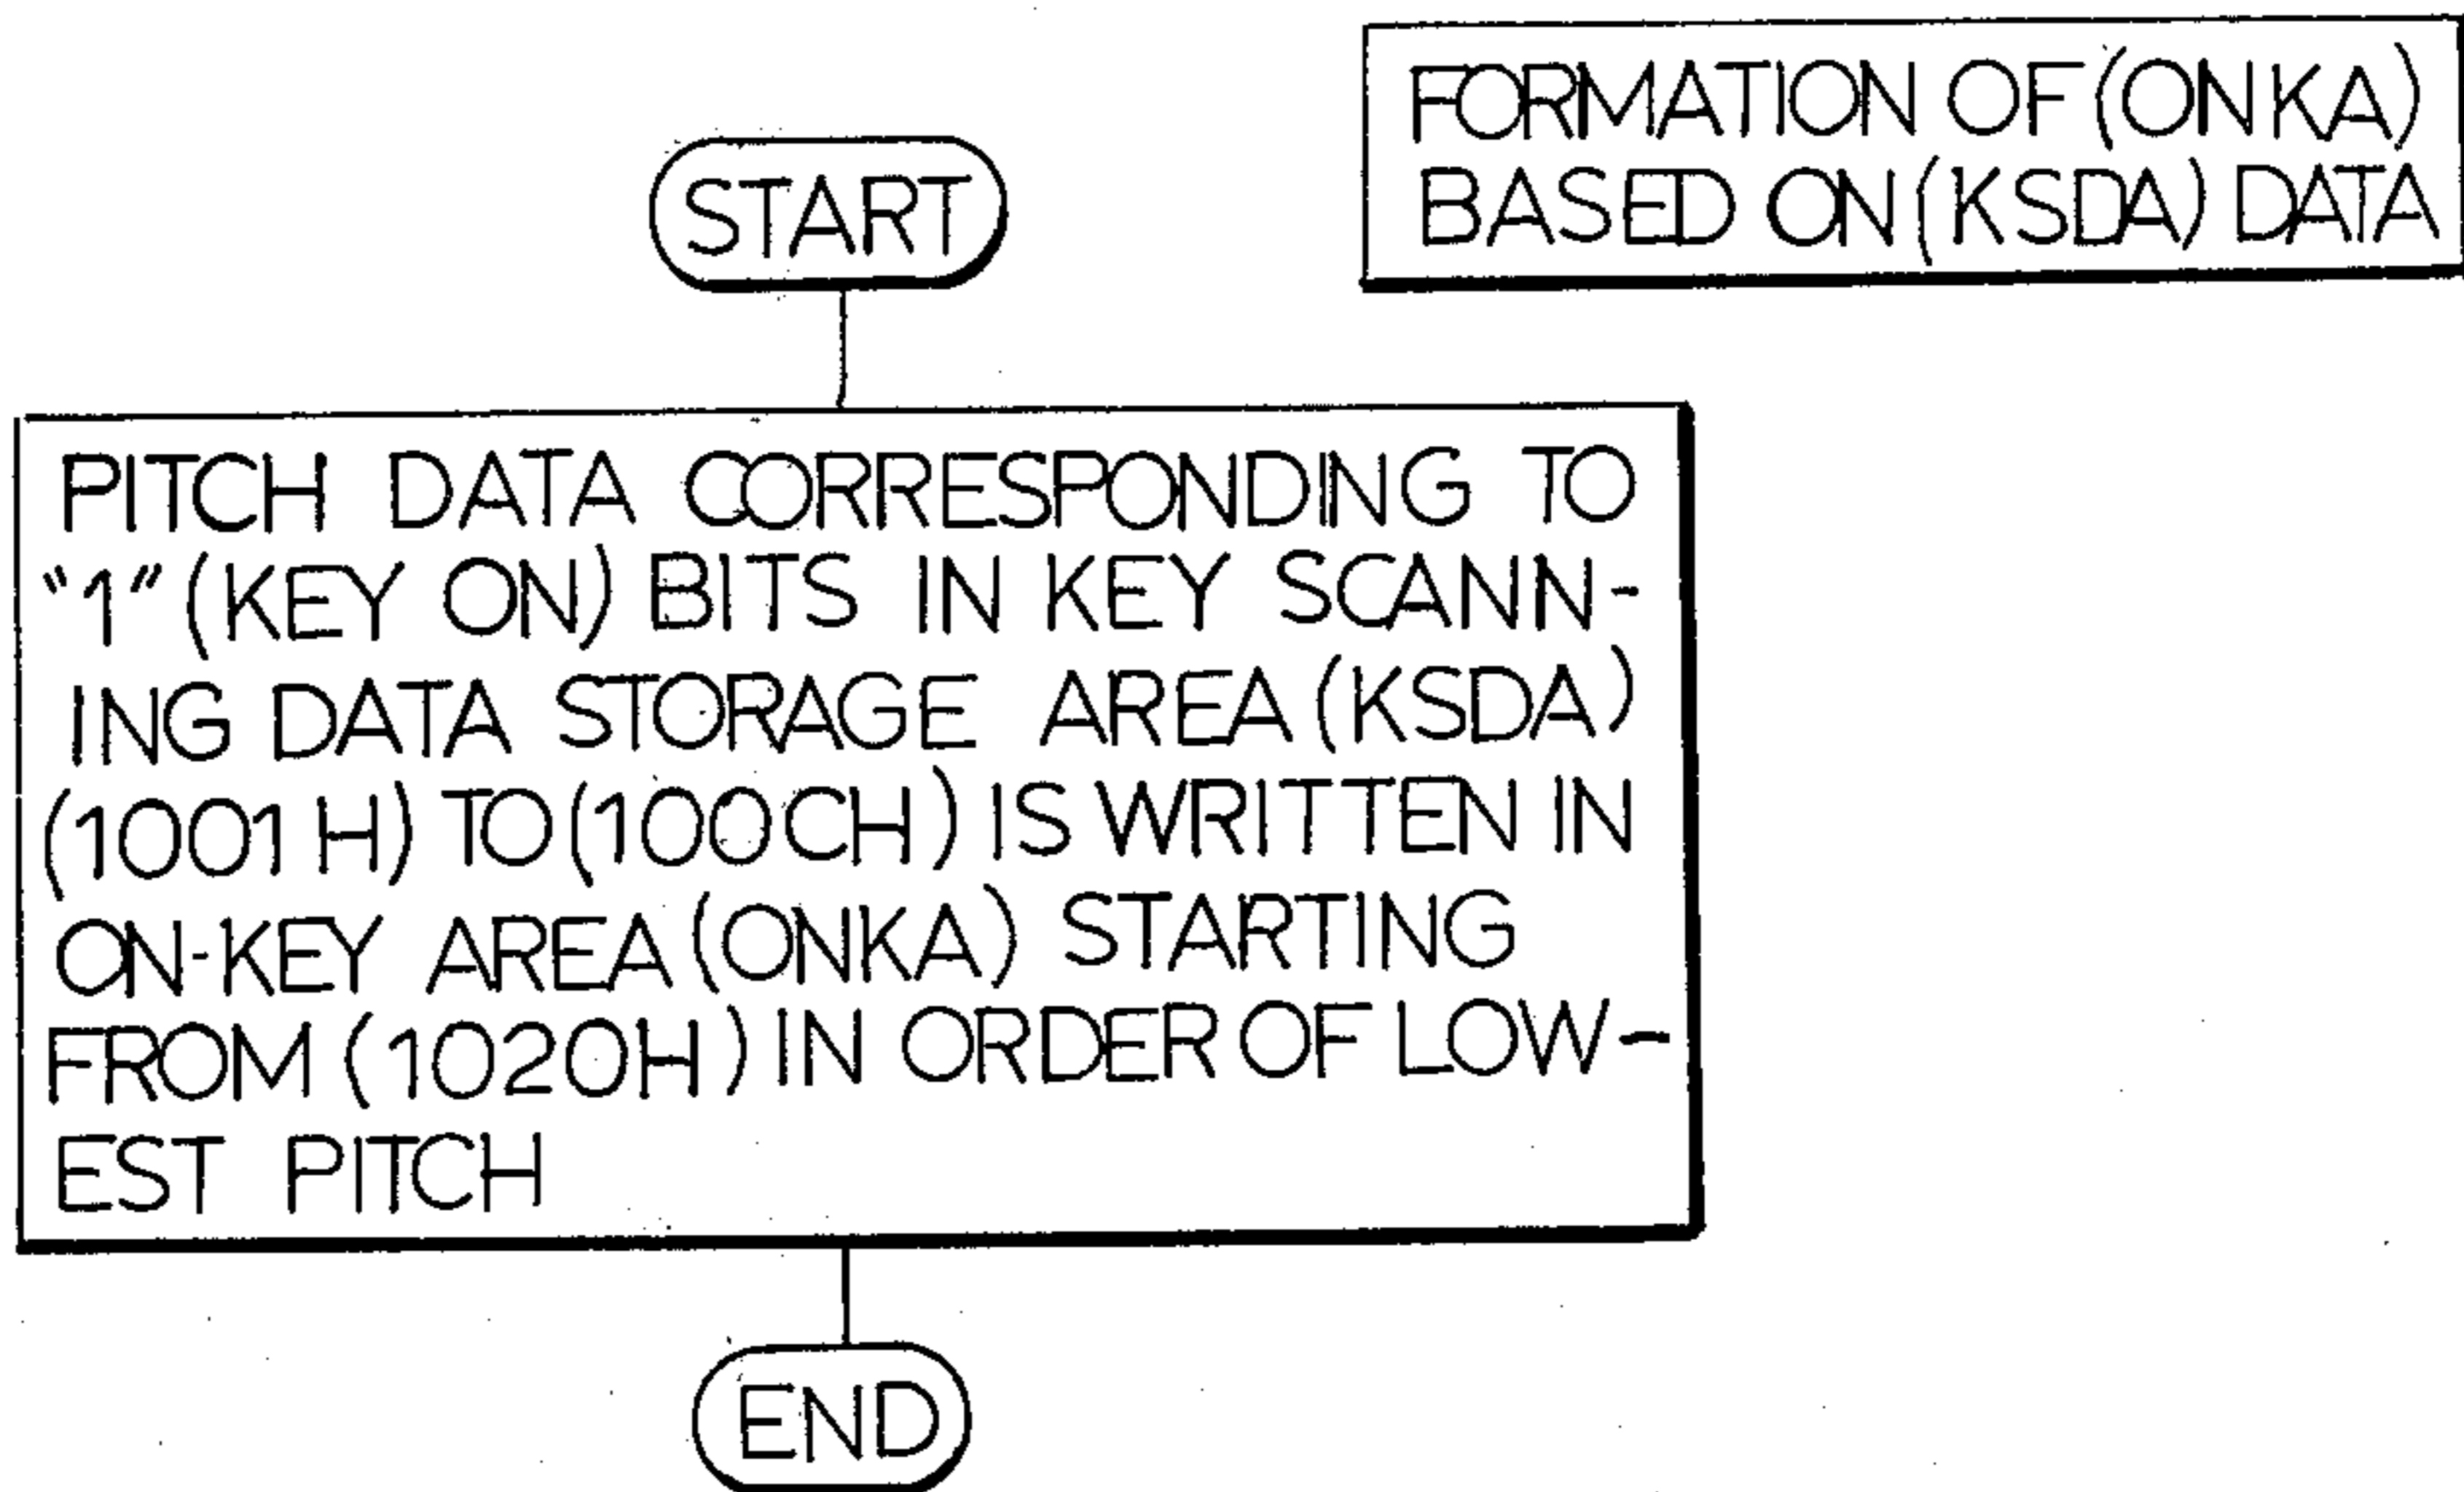 FORMATION OF (ONKA)
BASED ON (KSDA) DATA
START
PITCH DATA CORRESPONDING TO
"1" (KEY ON) BITS IN KEY SCANN-
ING DATA STORAGE AREA (KSDA)
(1001H) TO (100CH) IS WRITTEN IN
ON-KEY AREA (ONKA) STARTING
FROM (1020H) IN ORDER OF LOW-
EST PITCH
END